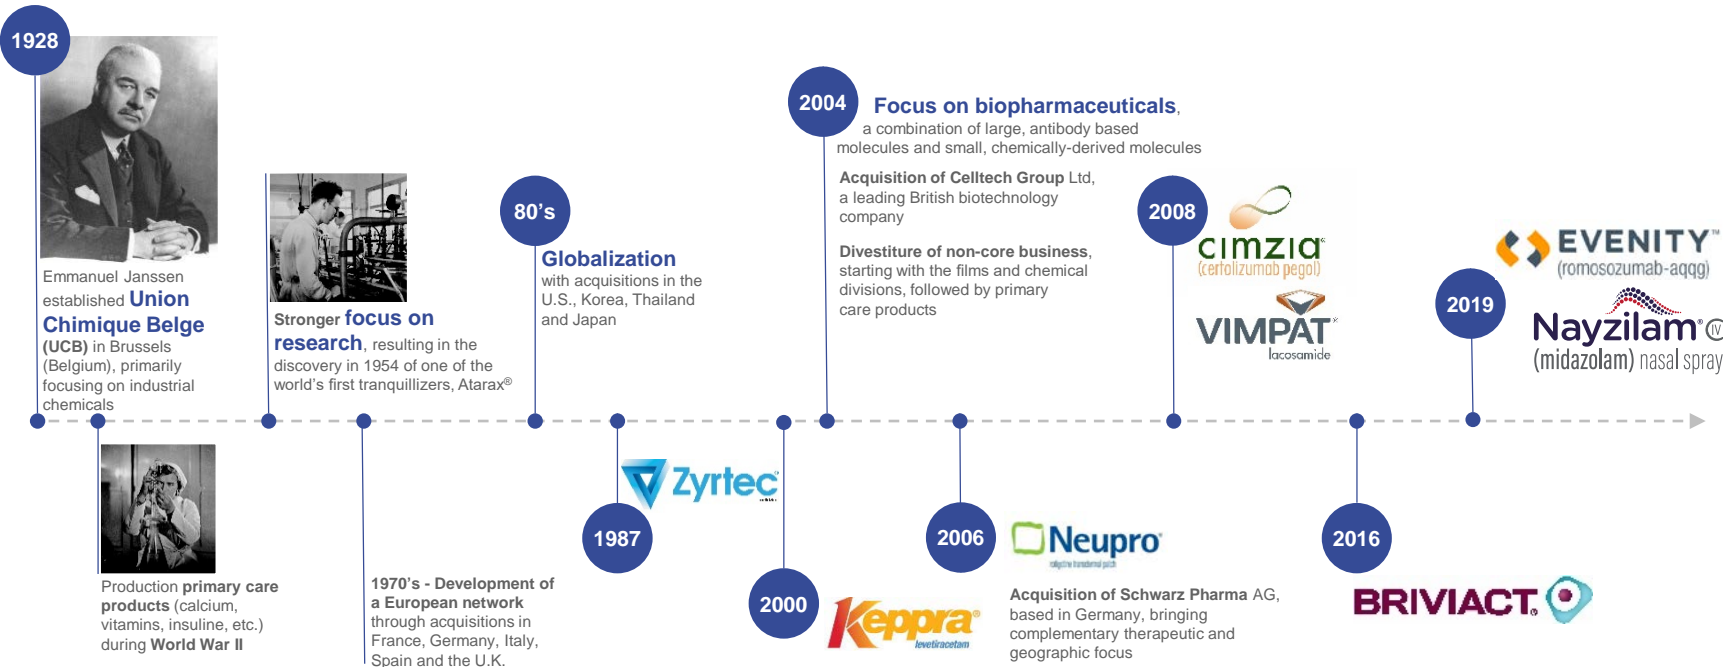 1928
Emmanuel Janssen
established Union
Chimique Belge
(UCB) in Brussels
(Belgium), primarily
focusing on industrial
chemicals
Production primary care
products (calcium,
vitamins, insuline, etc.)
during World War II
Stronger focus on
research, resulting in the
discovery in 1954 of one of the
world's first tranquillizers, Atarax®
1970's - Development of
a European network
through acquisitions in
France, Germany, Italy,
Spain and the U.K.
80's
Globalization
with acquisitions in the
U.S., Korea, Thailand
and Japan
1987
Zyrtec
2000
Keppra®
levetiracetam
2004
Focus on biopharmaceuticals,
a combination of large, antibody based
molecules and small, chemically-derived molecules
Acquisition of Celltech Group Ltd,
a leading British biotechnology
company
Divestiture of non-core business,
starting with the films and chemical
divisions, followed by primary
care products
2006
Neupro
Acquisition of Schwarz Pharma AG,
based in Germany, bringing
complementary therapeutic and
geographic focus
2008
cimzia®
(certolizumab pegol)
VIMPAT®
lacosamide
2016
BRIVIACT
2019
EVENITY™
(romosozumab-aqqg)
Nayzilam® IV
(midazolam) nasal spray